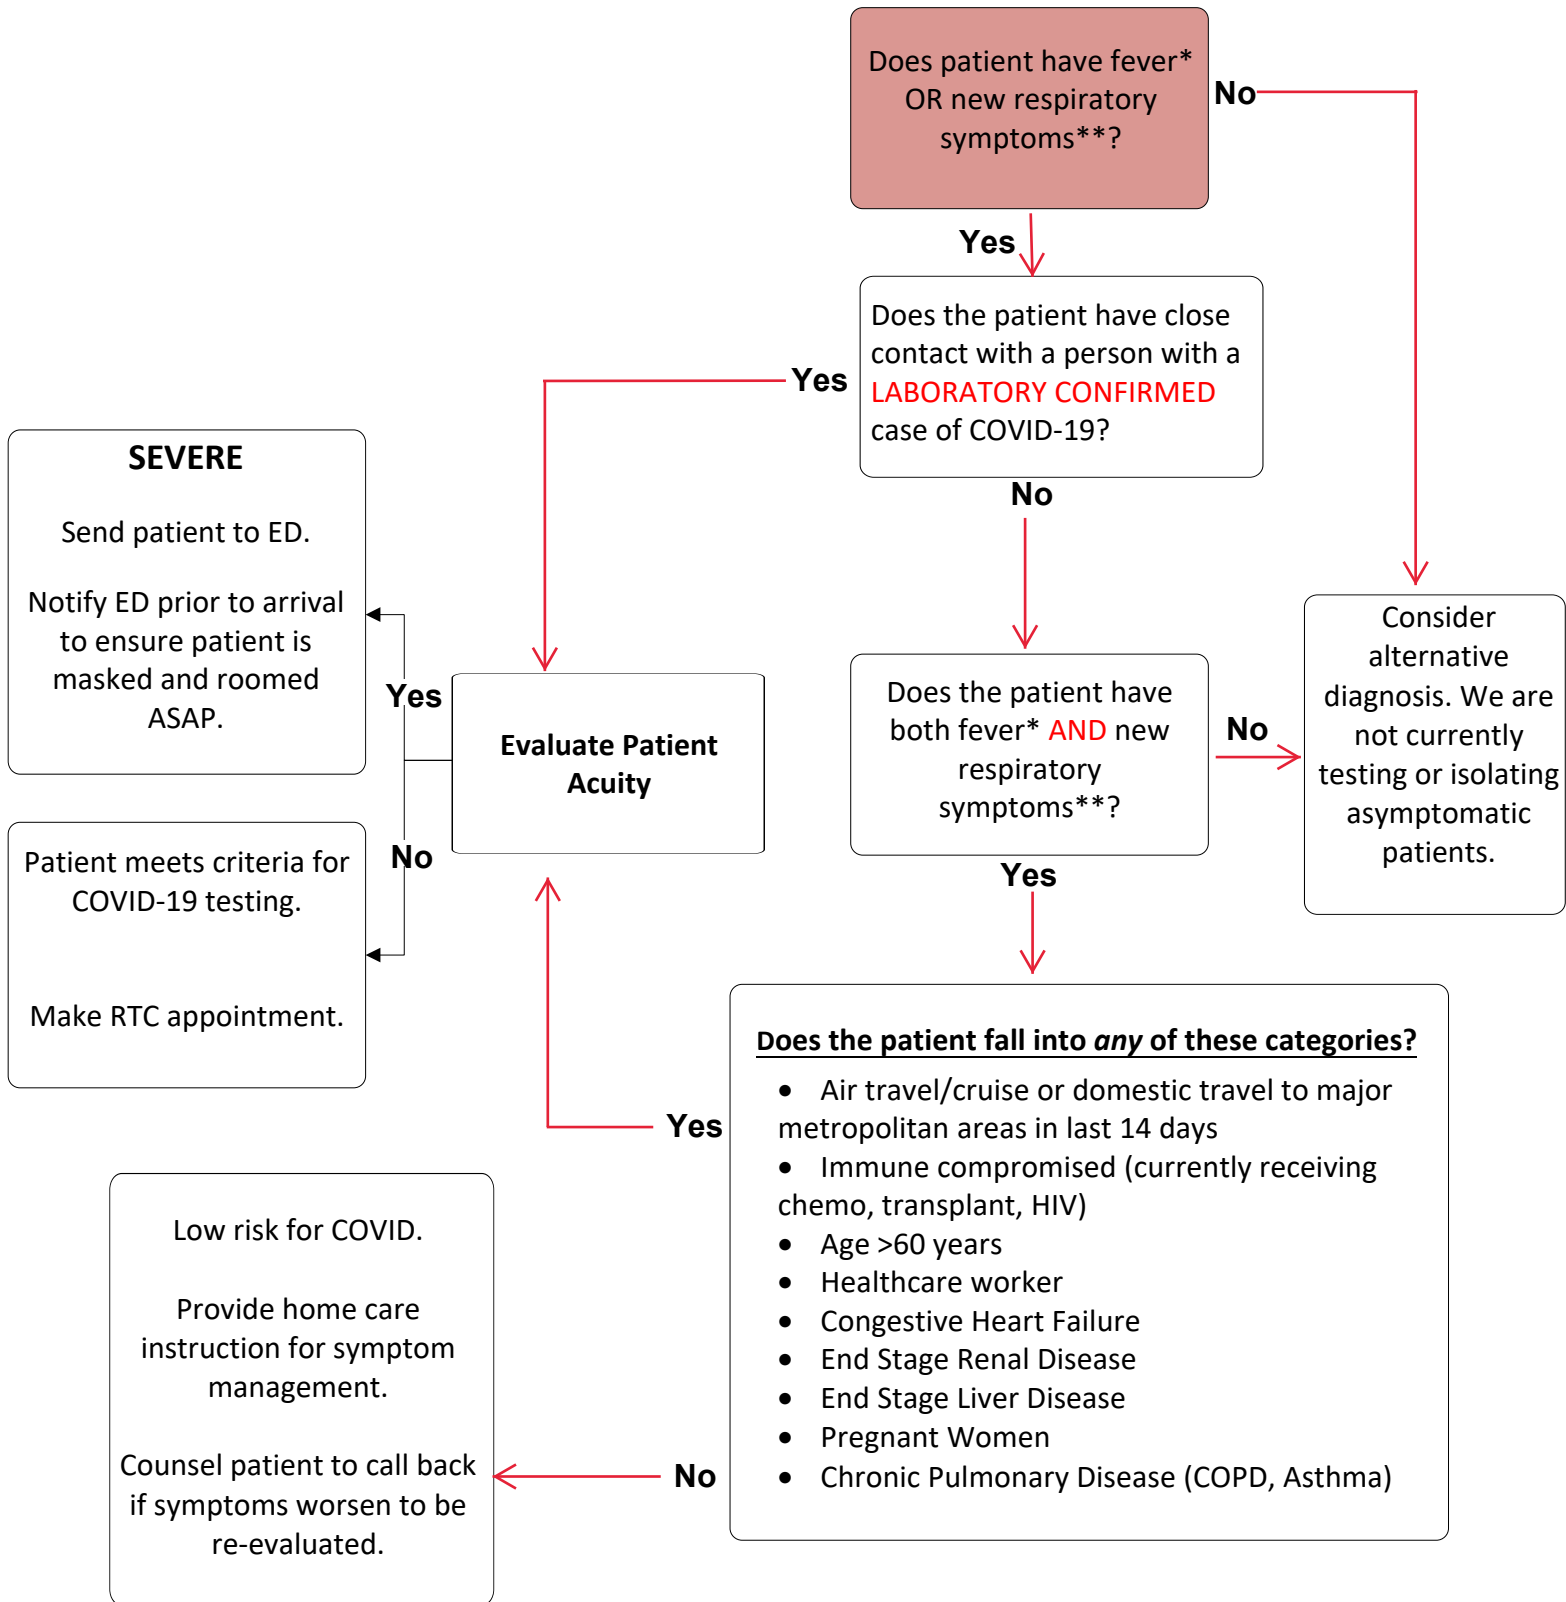 Does patient have fever*
OR new respiratory
symptoms**?
No
Yes
Does the patient have close
contact with a person with a
LABORATORY CONFIRMED
case of COVID-19?
Yes
No
SEVERE
Send patient to ED.
Notify ED prior to arrival
to ensure patient is
masked and roomed
ASAP.
Yes
Evaluate Patient
Acuity
No
Patient meets criteria for
COVID-19 testing.
Make RTC appointment.
Does the patient have
both fever* AND new
respiratory
symptoms**?
No
Yes
Consider
alternative
diagnosis. We are
not currently
testing or isolating
asymptomatic
patients.
Does the patient fall into any of these categories?
• Air travel/cruise or domestic travel to major
metropolitan areas in last 14 days
• Immune compromised (currently receiving
chemo, transplant, HIV)
• Age >60 years
• Healthcare worker
• Congestive Heart Failure
• End Stage Renal Disease
• End Stage Liver Disease
• Pregnant Women
• Chronic Pulmonary Disease (COPD, Asthma)
Yes
No
Low risk for COVID.
Provide home care
instruction for symptom
management.
Counsel patient to call back
if symptoms worsen to be
re-evaluated.